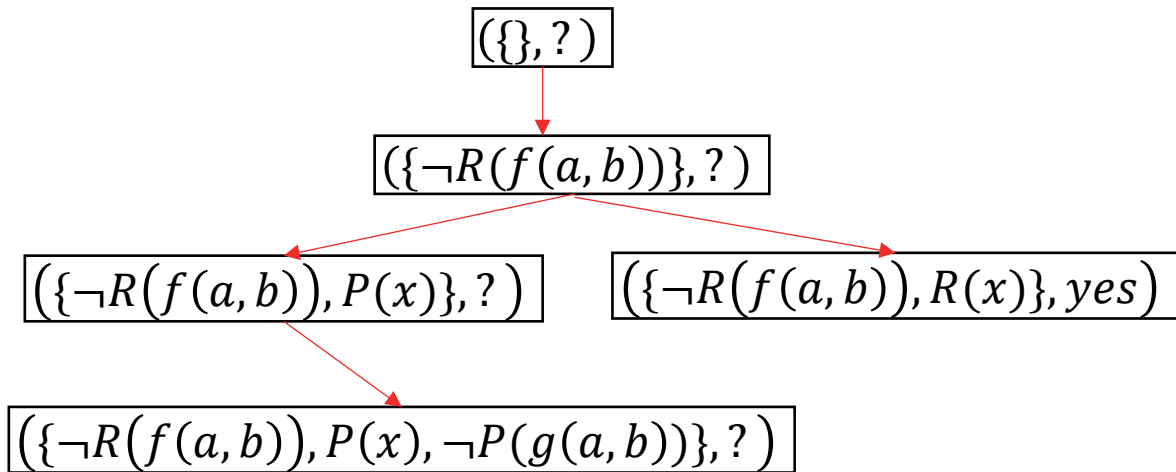 ({},?)
({¬R(f(a,b))},?)
({¬R(f(a,b)),P(x)},?)
({¬R(f(a,b)),R(x)},yes)
({¬R(f(a,b)),P(x),¬P(g(a,b))},?)